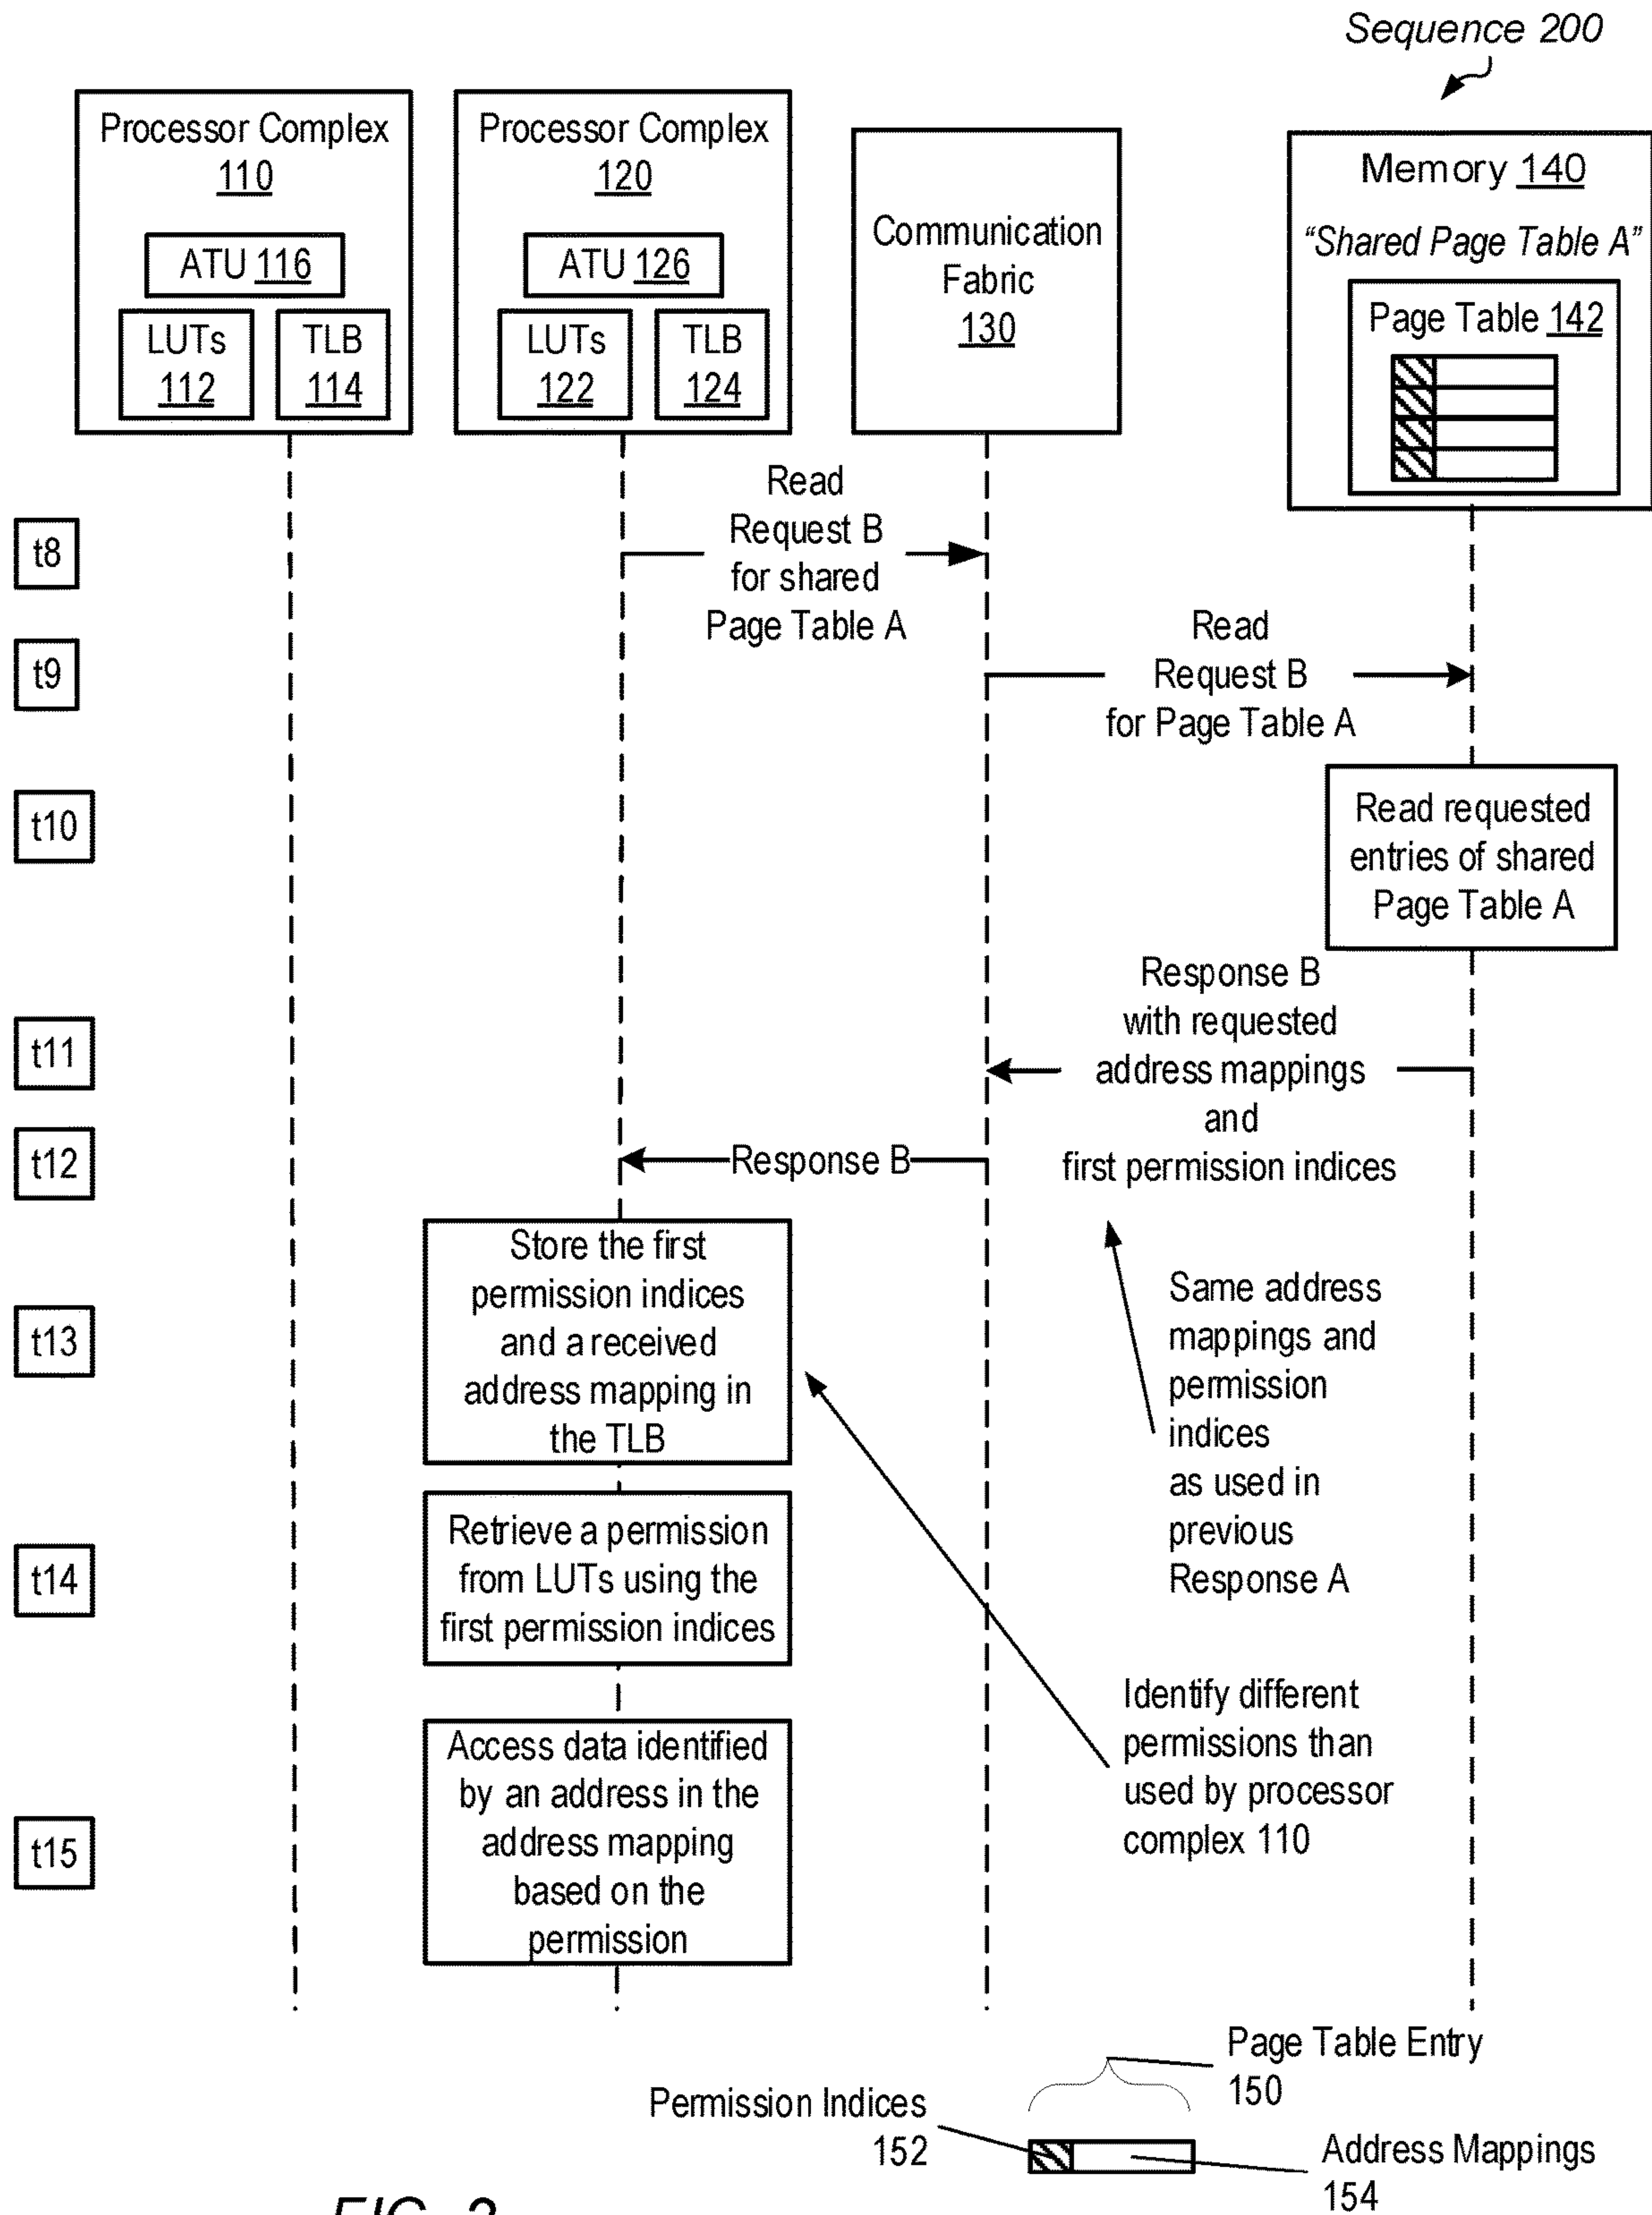 Sequence 200
Processor Complex
110
ATU 116
LUTs
112
TLB
114
Processor Complex
120
ATU 126
LUTs
122
TLB
124
Communication
Fabric
130
Memory 140
“Shared Page Table A”
Page Table 142
t8
Read
Request B
for shared
Page Table A
t9
Read
Request B
for Page Table A
t10
Read requested
entries of shared
Page Table A
t11
Response B
with requested
address mappings
and
first permission indices
t12
Response B
t13
Store the first
permission indices
and a received
address mapping in
the TLB
Same address
mappings and
permission
indices
as used in
previous
Response A
t14
Retrieve a permission
from LUTs using the
first permission indices
Identify different
permissions than
used by processor
complex 110
t15
Access data identified
by an address in the
address mapping
based on the
permission
Page Table Entry
150
Permission Indices
152
Address Mappings
154